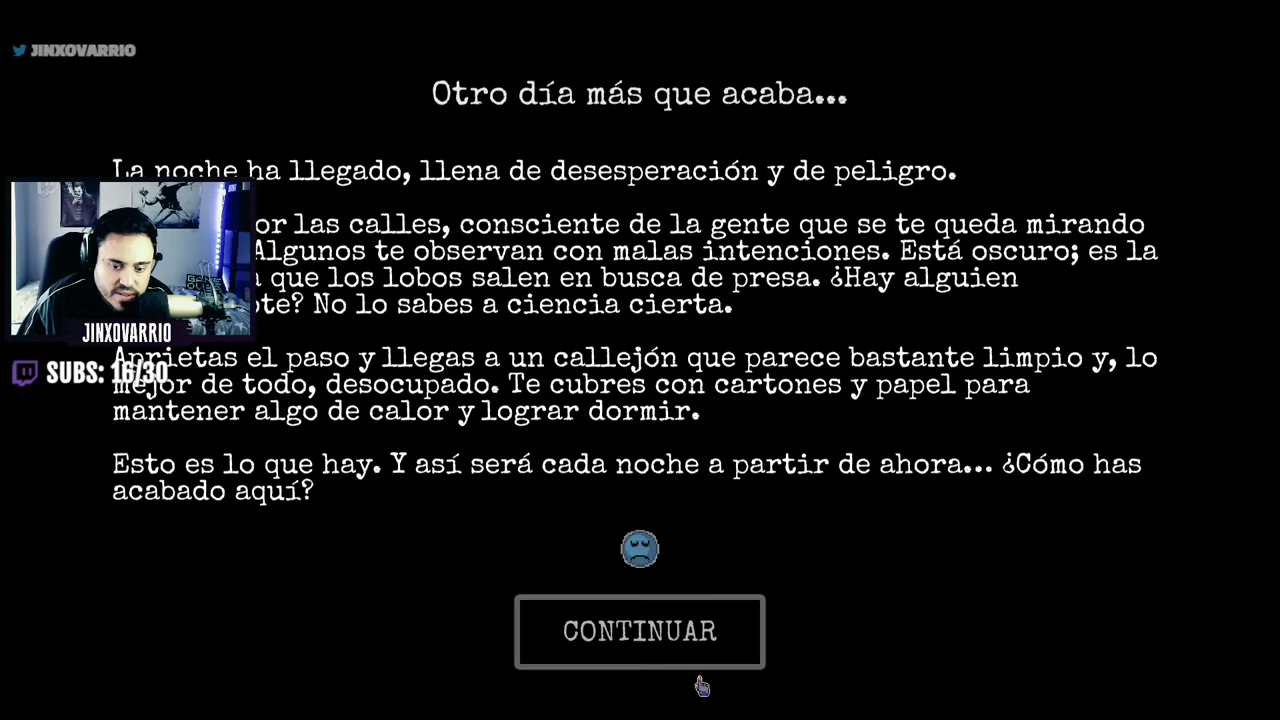 JINXOVARRIO
Otro día más que acaba...
La noche ha llegado, llena de desesperación y de peligro.
or las calles, consciente de la gente que se te queda mirando
Algunos te observan con malas intenciones. Está oscuro; es la
que los lobos salen en busca de presa. ¿Hay alguien
No lo sabes a ciencia cierta.
JINXOVARRIO
Aprietas el paso y llegas a un callejón que parece bastante limpio y, lo
SUBS: 16/30
mejor de todo, desocupado. Te cubres con cartones y papel para
mantener algo de calor y lograr dormir.
Esto es lo que hay. Y así será cada noche a partir de ahora... ¿Cómo has
acabado aquí?
CONTINUAR